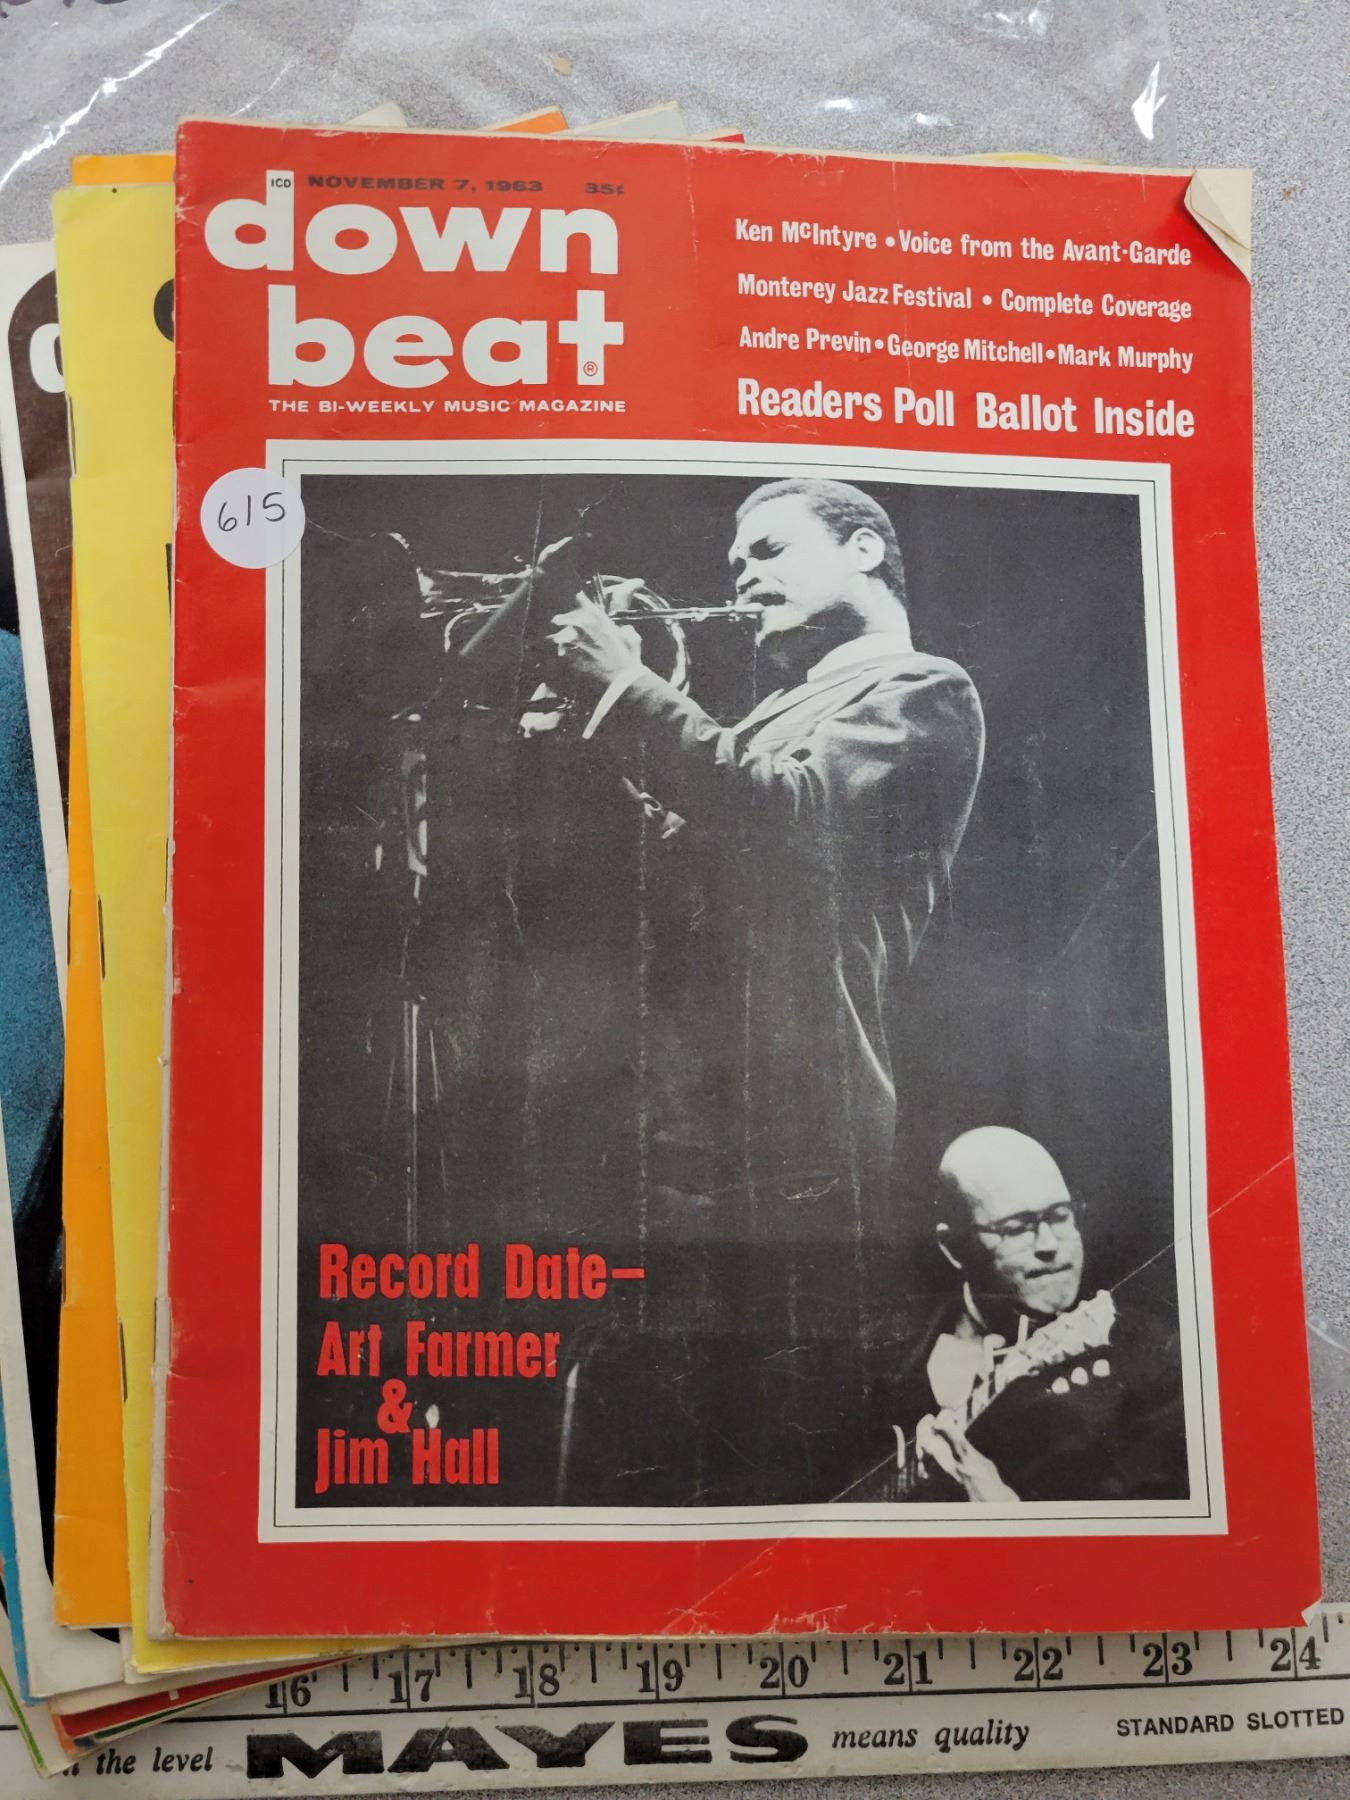 ICD NOVEMBER 7, 1963 35¢
down
beat®
THE BI-WEEKLY MUSIC MAGAZINE
Ken McIntyre • Voice from the Avant-Garde
Monterey Jazz Festival • Complete Coverage
Andre Previn • George Mitchell • Mark Murphy
Readers Poll Ballot Inside
615
Record Date—
Art Farmer
&
Jim Hall
16 17 18 19 20 21 22 23 24
the level MAYES means quality STANDARD SLOTTED